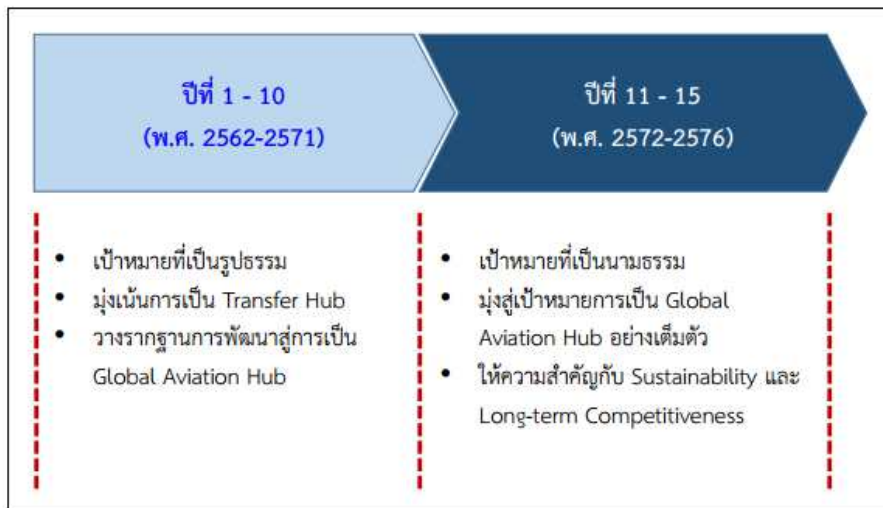 ปีที่ 1 - 10
(พ.ศ. 2562-2571)
ปีที่ 11 - 15
(พ.ศ. 2572-2576)
• เป้าหมายที่เป็นรูปธรรม
• มุ่งเน้นการเป็น Transfer Hub
• วางรากฐานการพัฒนาสู่การเป็น
Global Aviation Hub
• เป้าหมายที่เป็นนามธรรม
• มุ่งสู่เป้าหมายการเป็น Global
Aviation Hub อย่างเต็มตัว
• ให้ความสำคัญกับ Sustainability และ
Long-term Competitiveness